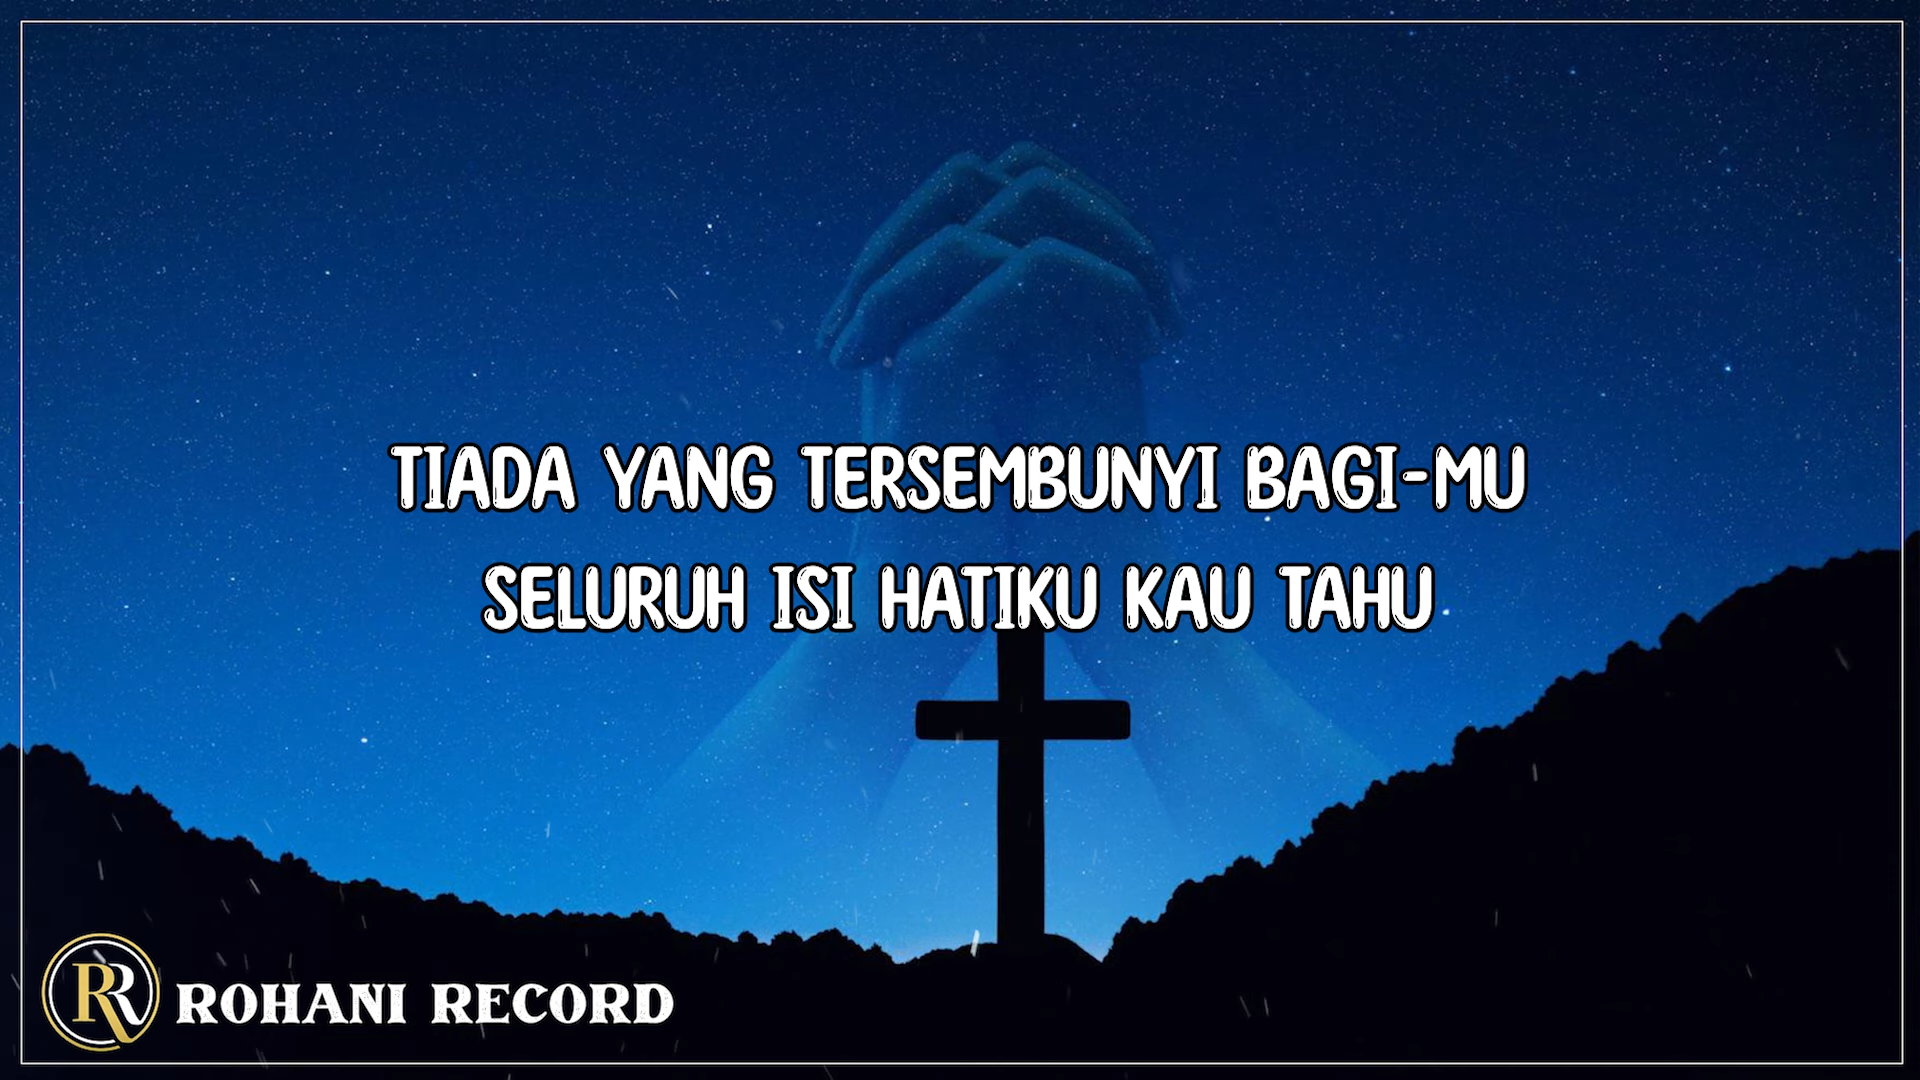 TIADA YANG TERSEMBUNYI BAGI-MU
SELURUH ISI HATIKU KAU TAHU
RR ROHANI RECORD